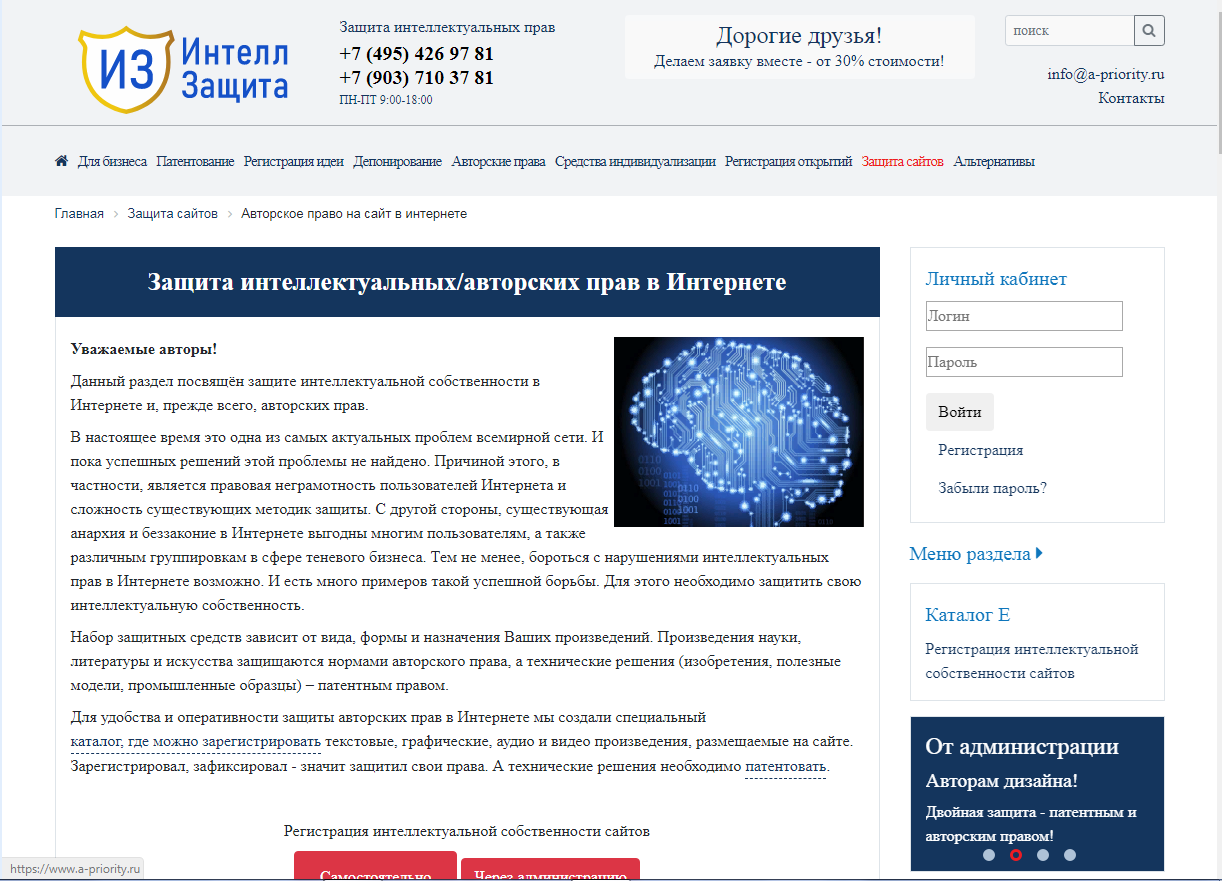 ИЗ
Интелл
Защита
Защита интеллектуальных прав
+7 (495) 426 97 81
+7 (903) 710 37 81
ПН-ПТ 9:00-18:00
Дорогие друзья!
Делаем заявку вместе - от 30% стоимости!
поиск
info@a-priority.ru
Контакты
Для бизнеса Патентование Регистрация идеи Депонирование Авторские права Средства индивидуализации Регистрация открытий Защита сайтов Альтернативы
Главная > Защита сайтов > Авторское право на сайт в интернете
Защита интеллектуальных/авторских прав в Интернете
Уважаемые авторы!
Данный раздел посвящён защите интеллектуальной собственности в
Интернете и, прежде всего, авторских прав.
В настоящее время это одна из самых актуальных проблем всемирной сети. И
пока успешных решений этой проблемы не найдено. Причиной этого, в
частности, является правовая неграмотность пользователей Интернета и
сложность существующих методик защиты. С другой стороны, существующая
анархия и беззаконие в Интернете выгодны многим пользователям, а также
различным группировкам в сфере теневого бизнеса. Тем не менее, бороться с нарушениями интеллектуальных
прав в Интернете возможно. И есть много примеров такой успешной борьбы. Для этого необходимо защитить свою
интеллектуальную собственность.
Набор защитных средств зависит от вида, формы и назначения Ваших произведений. Произведения науки,
литературы и искусства защищаются нормами авторского права, а технические решения (изобретения, полезные
модели, промышленные образцы) – патентным правом.
Для удобства и оперативности защиты авторских прав в Интернете мы создали специальный
каталог, где можно зарегистрировать текстовые, графические, аудио и видео произведения, размещаемые на сайте.
Зарегистрировал, зафиксировал - значит защитил свои права. А технические решения необходимо патентовать.
Регистрация интеллектуальной собственности сайтов
Самостоятельно
Через администрацию
Личный кабинет
Логин
Пароль
Войти
Регистрация
Забыли пароль?
Меню раздела
Каталог Е
Регистрация интеллектуальной
собственности сайтов
От администрации
Авторам дизайна!
Двойная защита - патентным и
авторским правом!
https://www.a-priority.ru